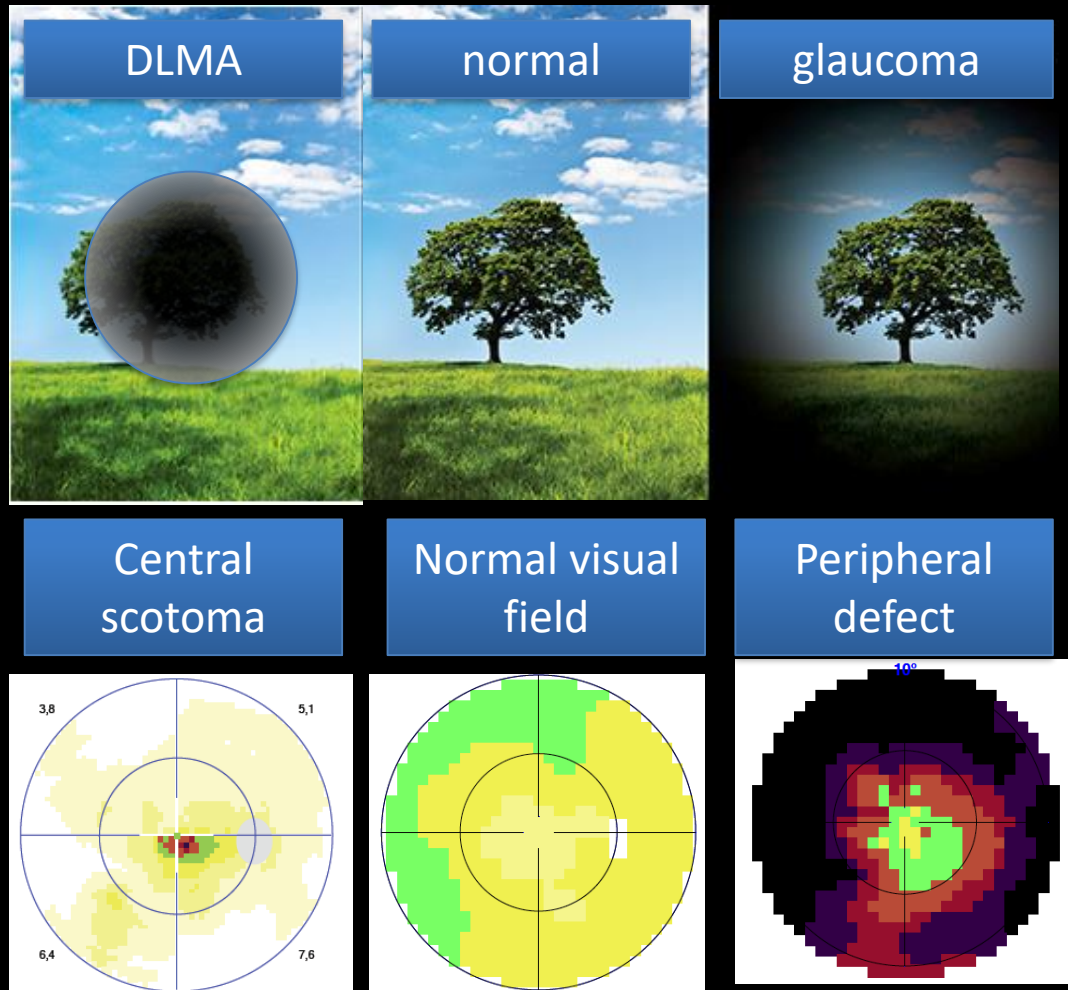 DLMA
normal
glaucoma
Central
scotoma
Normal visual
field
Peripheral
defect
3,8
5,1
6,4
7,6
10°